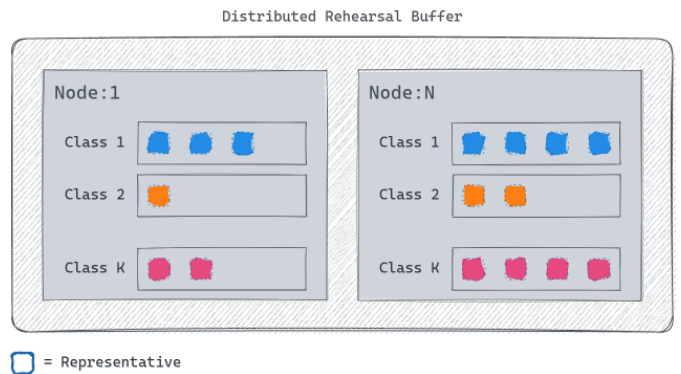 Distributed Rehearsal Buffer
Node:1
Class 1
Class 2
Class K
Node:N
Class 1
Class 2
Class K
= Representative